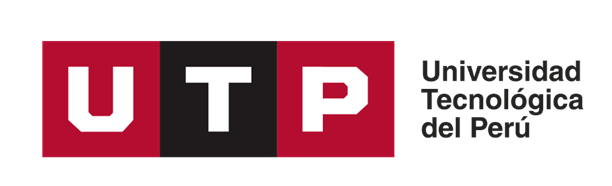 UTP
Universidad
Tecnológica
del Perú